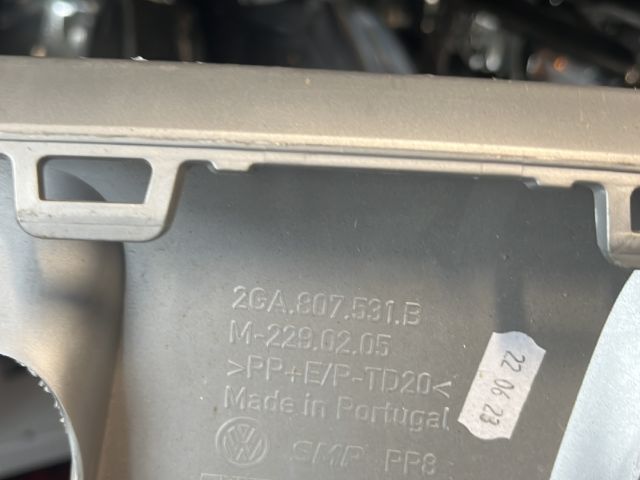 2GA.807.531.B
M-229.02.05
>PP+E/P-TD20<
Made in Portugal
SMP PP8
22 06 23